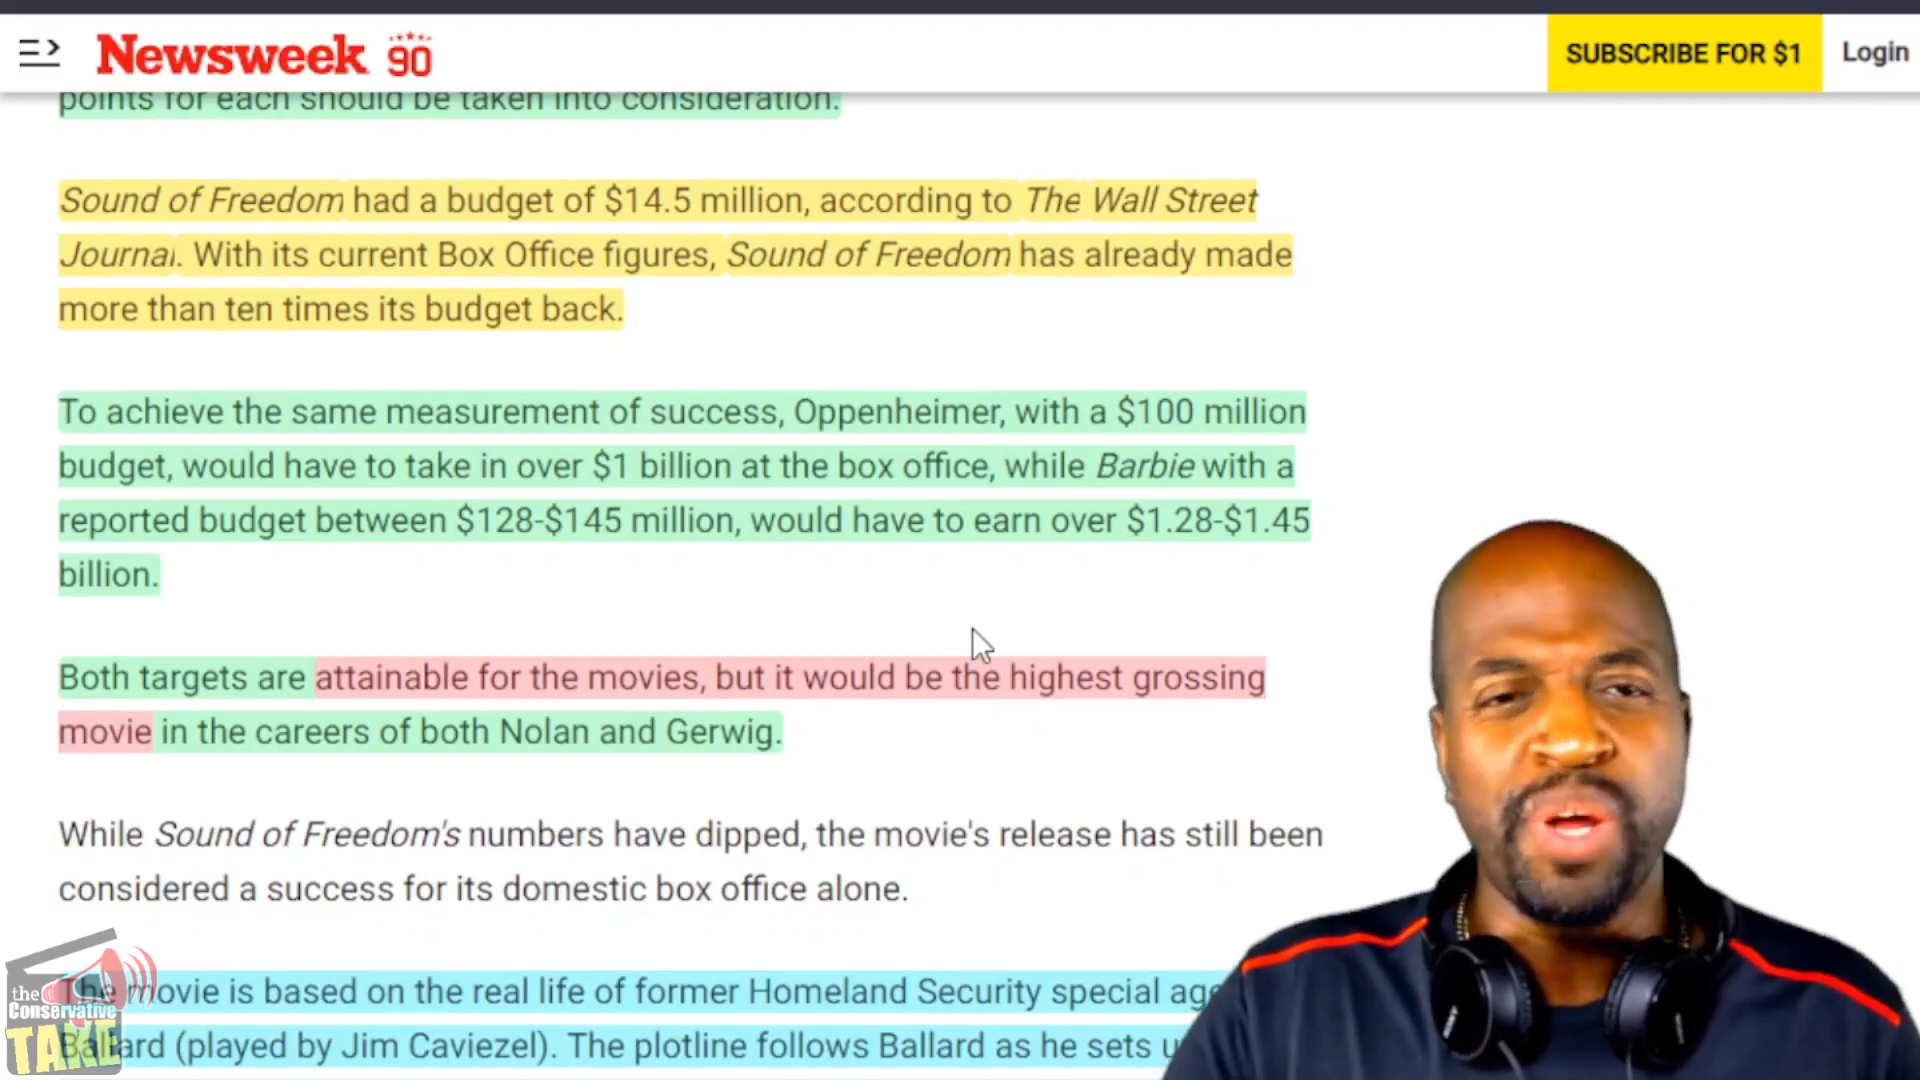 Newsweek 90
SUBSCRIBE FOR $1
Login
points for each should be taken into consideration.
Sound of Freedom had a budget of $14.5 million, according to The Wall Street
Journal. With its current Box Office figures, Sound of Freedom has already made
more than ten times its budget back.
To achieve the same measurement of success, Oppenheimer, with a $100 million
budget, would have to take in over $1 billion at the box office, while Barbie with a
reported budget between $128-$145 million, would have to earn over $1.28-$1.45
billion.
Both targets are attainable for the movies, but it would be the highest grossing
movie in the careers of both Nolan and Gerwig.
While Sound of Freedom's numbers have dipped, the movie's release has still been
considered a success for its domestic box office alone.
The movie is based on the real life of former Homeland Security special
Ballard (played by Jim Caviezel). The plotline follows Ballard as he sets
the
Conservative
TAKE